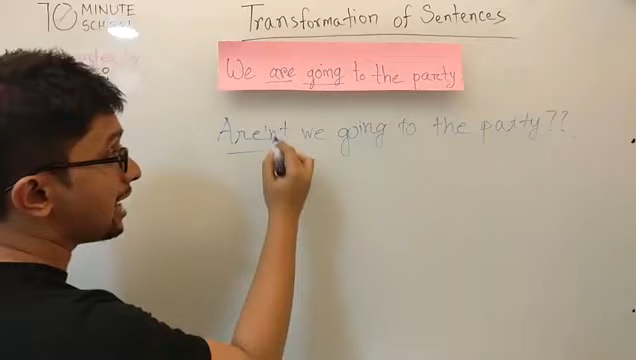 10 MINUTE
SCHOOL
Transformation of Sentences
We are going to the party
Aren't we going to the party??